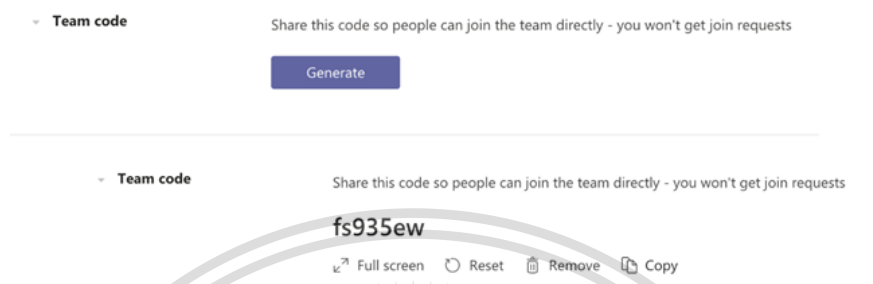 Team code
Share this code so people can join the team directly - you won't get join requests
Generate
Team code
Share this code so people can join the team directly - you won't get join requests
fs935ew
Full screen Reset Remove Copy